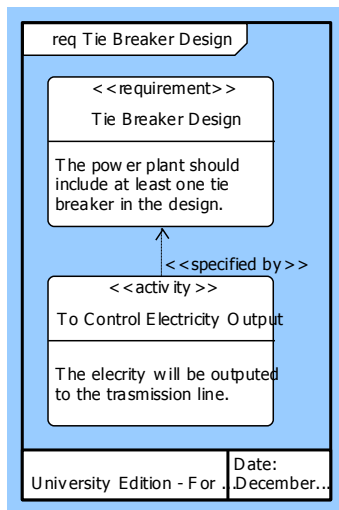 req Tie Breaker Design
<<requirement>>
Tie Breaker Design
The power plant should
include at least one tie
breaker in the design.
<<specified by>>
<<activity>>
To Control Electricity Output
The elecrity will be outputed
to the trasmission line.
University Edition - For ...
Date:
December...